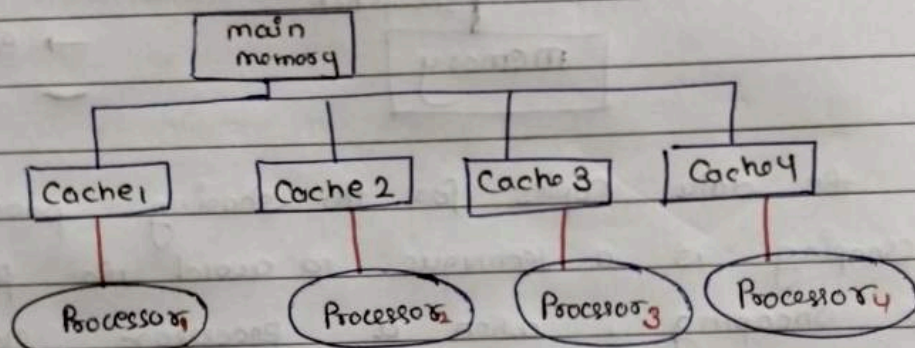 main
memory
Cache1
Cache 2
Cache 3
Cache4
Processor1
Processor2
Processor3
Processor4